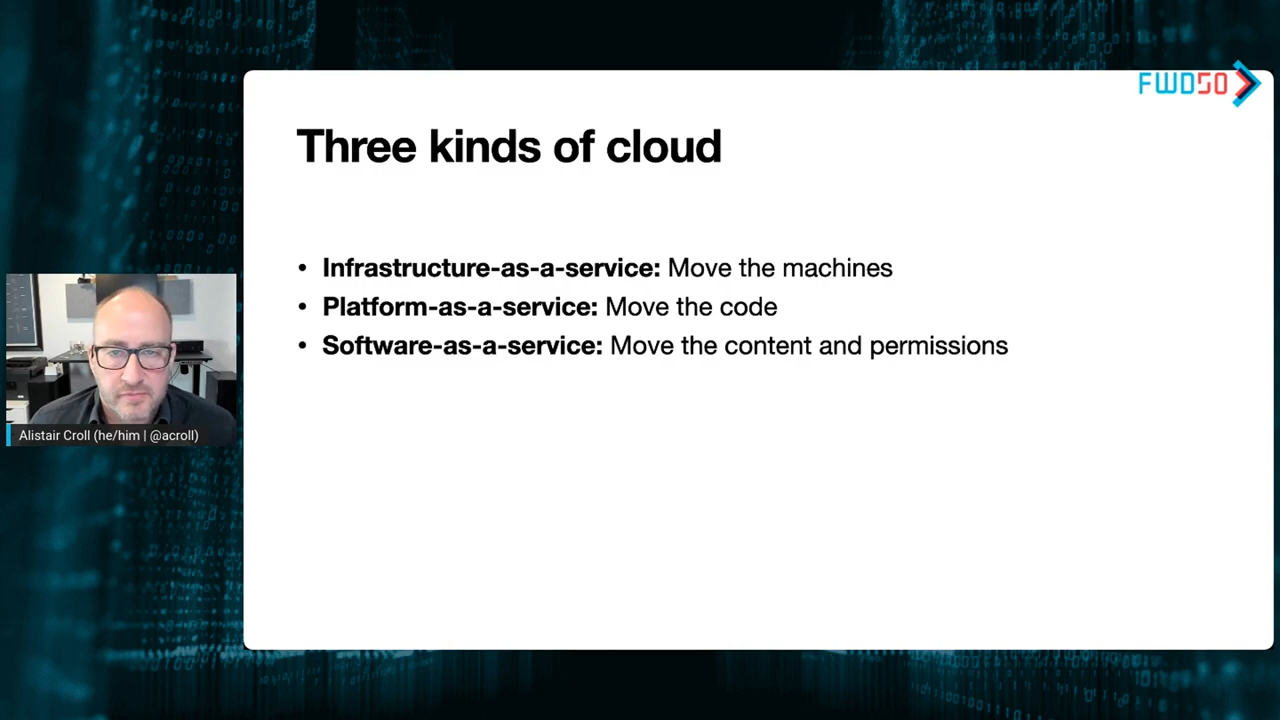 FWD50
Three kinds of cloud
• Infrastructure-as-a-service: Move the machines
• Platform-as-a-service: Move the code
• Software-as-a-service: Move the content and permissions
Alistair Croll (he/him | @acroll)